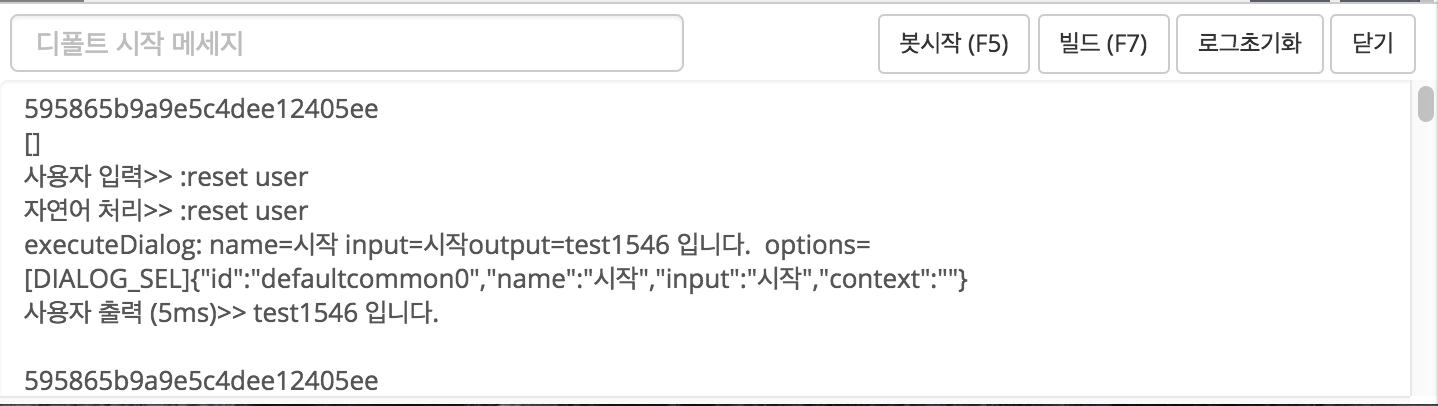 디폴트 시작 메세지
봇시작 (F5)
빌드 (F7)
로그초기화
닫기
595865b9a9e5c4dee12405ee
[]
사용자 입력>> :reset user
자연어 처리>> :reset user
executeDialog: name=시작 input=시작output=test1546 입니다.  options=
[DIALOG_SEL]{"id":"defaultcommon0","name":"시작","input":"시작","context":""}
사용자 출력 (5ms)>> test1546 입니다.
595865b9a9e5c4dee12405ee